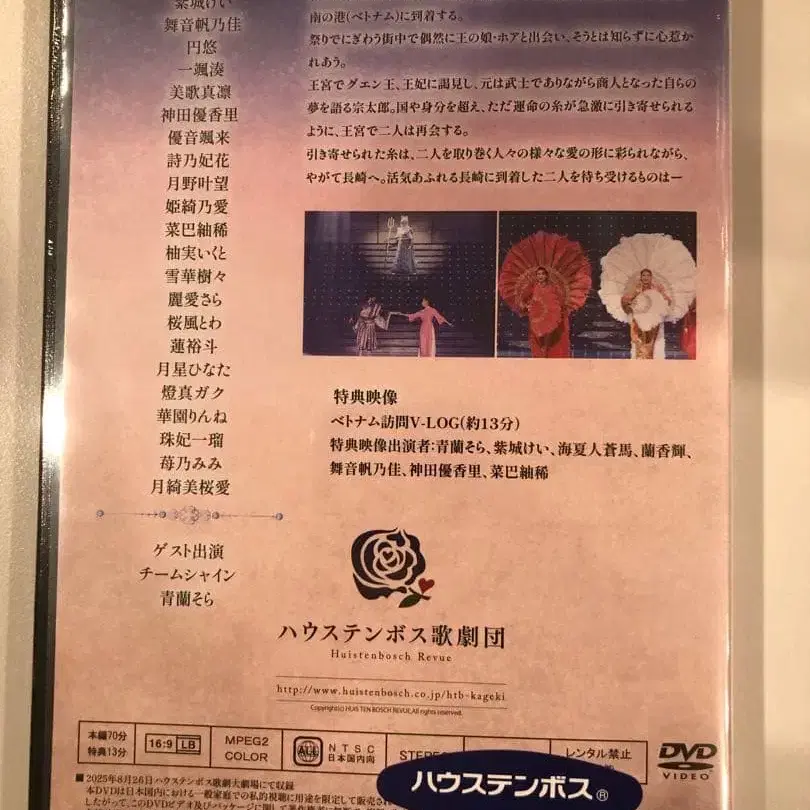 紫城けい
舞音帆乃佳
円悠
一颯湊
美歌真凛
神田優香里
優音颯来
詩乃妃花
月野叶望
姫綺乃愛
菜巴紬稀
柚実いくと
雪華樹々
麗愛さら
桜風とわ
蓮裕斗
月星ひなた
燈真ガク
華園りんね
珠妃一瑠
苺乃みみ
月綺美桜愛
ゲスト出演
チームシャイン
青蘭そら
南の港(ベトナム)に到着する。
祭りでにぎわう街中で偶然に王の娘・ホアと出会い、そうとは知らずに心惹か
れあう。
王宮でグエン王、王妃に謁見し、元は武士でありながら商人となった自らの
夢を語る宗太郎。国や身分を超え、ただ運命の糸が急激に引き寄せられる
ように、王宮で二人は再会する。
引き寄せられた糸は、二人を取り巻く人々の様々な愛の形に彩られながら、
やがて長崎へ。活気あふれる長崎に到着した二人を待ち受けるものは―
特典映像
ベトナム訪問V-LOG(約13分)
特典映像出演者:青蘭そら、紫城けい、海夏人蒼馬、蘭香輝、
舞音帆乃佳、神田優香里、菜巴紬稀
ハウステンボス歌劇団
Huistenbosch Revue
http://www.huistenbosch.co.jp/htb-kageki
Copyright(c) HUIS TEN BOSCH REVUE,All rights reserved.
本編70分
特典13分
16:9 LB
MPEG2
COLOR
ALL
NTSC
日本国内向
STEREO
レンタル禁止
DVD
VIDEO
ハウステンボス®
■2025年8月26日ハウステンボス歌劇大劇場にて収録
本DVDは日本国内における一般家庭での私的視聴に用途を限定して販売され